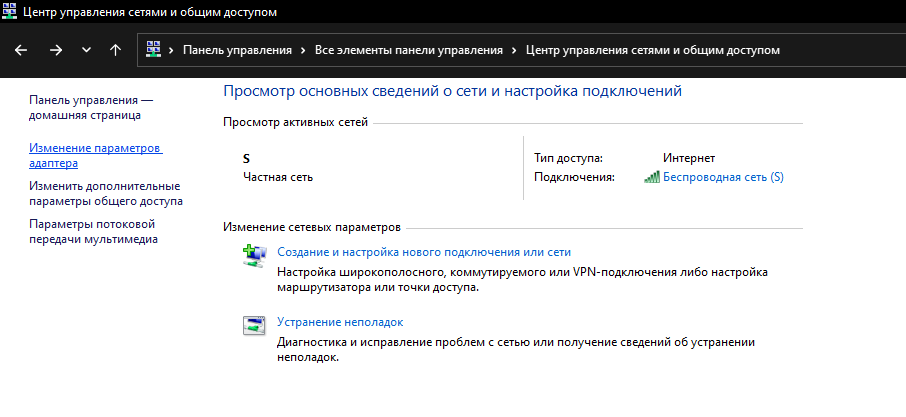 Центр управления сетями и общим доступом
Панель управления
Все элементы панели управления
Центр управления сетями и общим доступом
Панель управления —
домашняя страница
Изменение параметров
адаптера
Изменить дополнительные
параметры общего доступа
Параметры потоковой
передачи мультимедиа
Просмотр основных сведений о сети и настройка подключений
Просмотр активных сетей
S
Частная сеть
Тип доступа: Интернет
Подключения: Беспроводная сеть (S)
Изменение сетевых параметров
Создание и настройка нового подключения или сети
Настройка широкополосного, коммутируемого или VPN-подключения либо настройка
маршрутизатора или точки доступа.
Устранение неполадок
Диагностика и исправление проблем с сетью или получение сведений об устранении
неполадок.